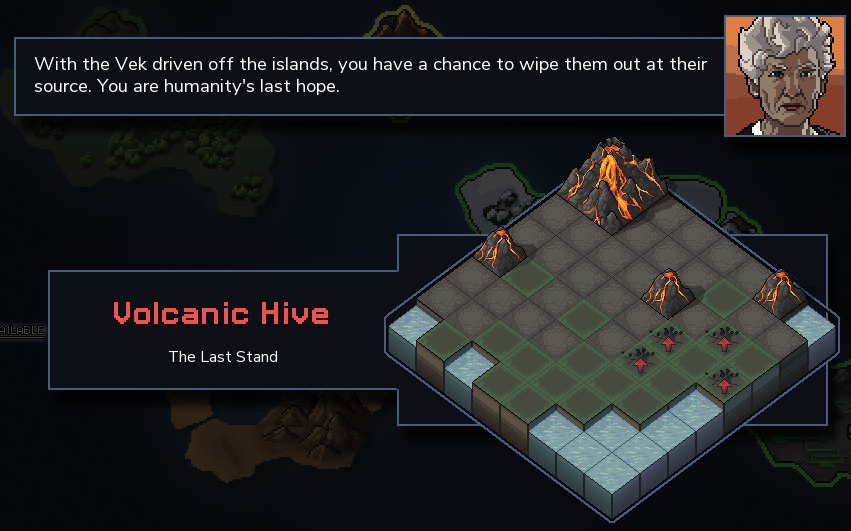 With the Vek driven off the islands, you have a chance to wipe them out at their
source. You are humanity's last hope.
Volcanic Hive
AILABLE
The Last Stand